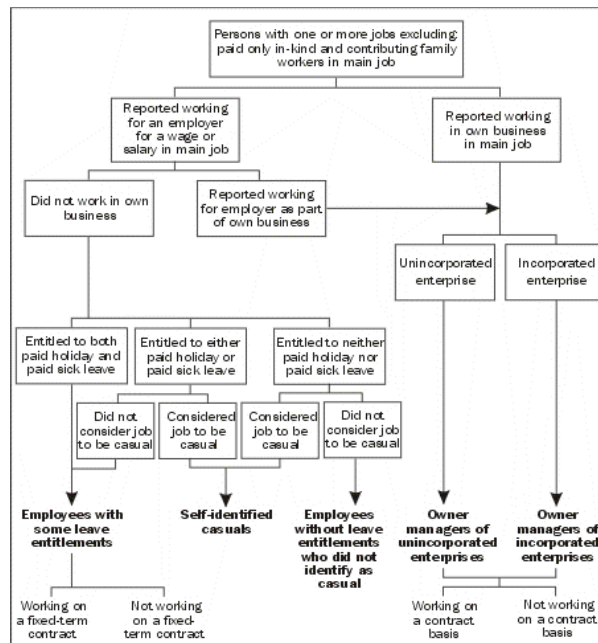 Persons with one or more jobs excluding:
paid only in-kind and contributing family
workers in main job
Reported working
for an employer
for a wage or
salary in main job
Reported working
in own business
in main job
Did not work in own
business
Reported working
for employer as part
of own business
Unincorporated
enterprise
Incorporated
enterprise
Entitled to both
paid holiday and
paid sick leave
Entitled to either
paid holiday or
paid sick leave
Entitled to neither
paid holiday nor
paid sick leave
Did not
consider job
to be casual
Considered
job to be
casual
Considered
job to be
casual
Did not
consider job
to be casual
Employees with
some leave
entitlements
Self-identified
casuals
Employees
without leave
entitlements
who did not
identify as
casual
Owner
managers of
unincorporated
enterprises
Owner
managers of
incorporated
enterprises
Working on
a fixed-term
contract
Not working
on a fixed-
term contract
Working on
a contract
basis
Not working
on a contract
basis